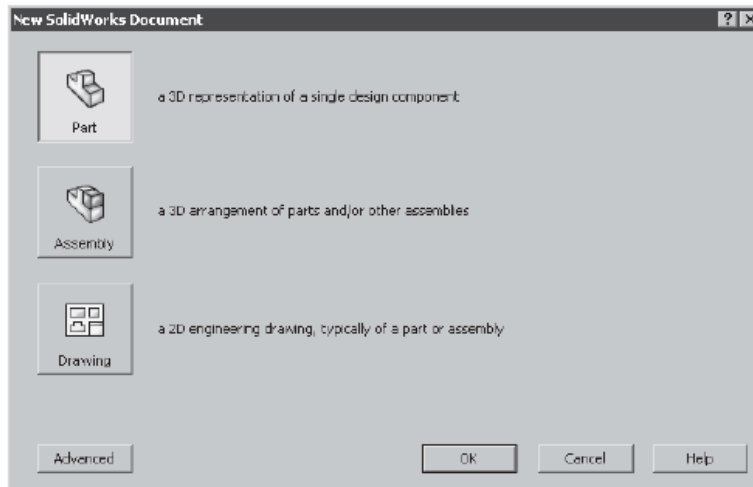 New SolidWorks Document
Part
a 3D representation of a single design component
Assembly
a 3D arrangement of parts and/or other assembles
Drawing
a 2D engineering drawing, typically of a part or assembly
Advanced
OK
Cancel
Help